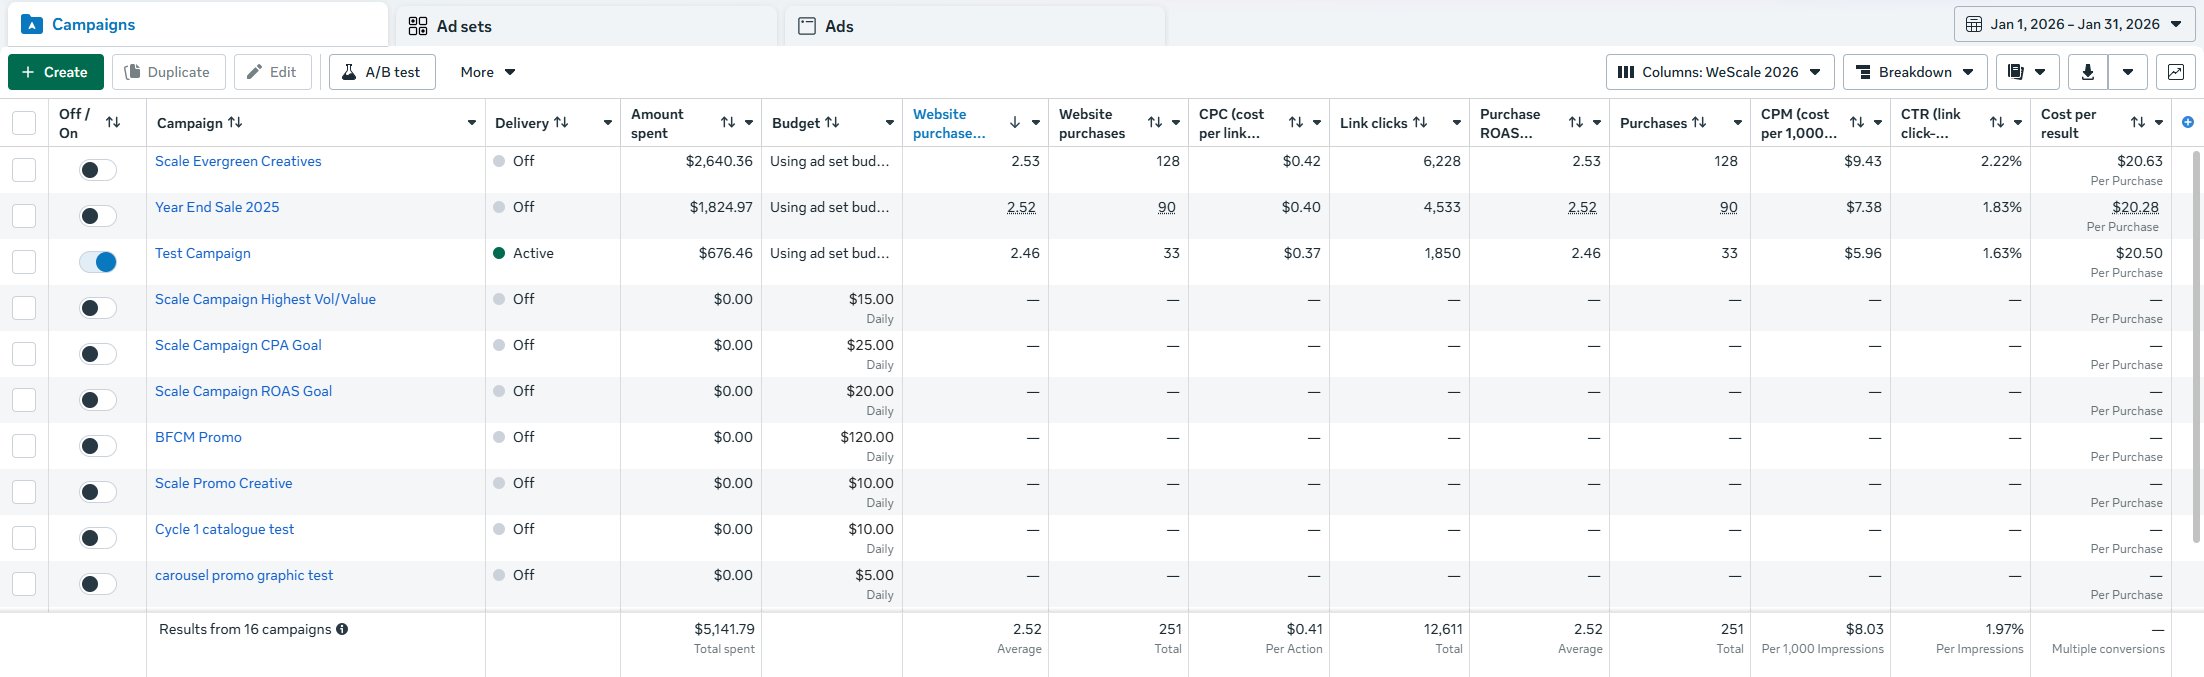 Campaigns
Ad sets
Ads
Jan 1, 2026 – Jan 31, 2026
+ Create
Duplicate
Edit
A/B test
More
Columns: WeScale 2026
Breakdown
Off / On
Campaign
Delivery
Amount spent
Budget
Website purchase...
Website purchases
CPC (cost per link...
Link clicks
Purchase ROAS...
Purchases
CPM (cost per 1,000...
CTR (link click-...
Cost per result
Scale Evergreen Creatives Off $2,640.36 Using ad set bud... 2.53 128 $0.42 6,228 2.53 128 $9.43 2.22% $20.63
Per Purchase
Year End Sale 2025 Off $1,824.97 Using ad set bud... 2.52 90 $0.40 4,533 2.52 90 $7.38 1.83% $20.28
Per Purchase
Test Campaign Active $676.46 Using ad set bud... 2.46 33 $0.37 1,850 2.46 33 $5.96 1.63% $20.50
Per Purchase
Scale Campaign Highest Vol/Value Off $0.00 $15.00 — — — — — — — — —
Daily Per Purchase
Scale Campaign CPA Goal Off $0.00 $25.00 — — — — — — — — —
Daily Per Purchase
Scale Campaign ROAS Goal Off $0.00 $20.00 — — — — — — — — —
Daily Per Purchase
BFCM Promo Off $0.00 $120.00 — — — — — — — — —
Daily Per Purchase
Scale Promo Creative Off $0.00 $10.00 — — — — — — — — —
Daily Per Purchase
Cycle 1 catalogue test Off $0.00 $10.00 — — — — — — — — —
Daily Per Purchase
carousel promo graphic test Off $0.00 $5.00 — — — — — — — — —
Daily Per Purchase
Results from 16 campaigns $5,141.79 2.52 251 $0.41 12,611 2.52 251 $8.03 1.97% —
Total spent Average Total Per Action Total Average Total Per 1,000 Impressions Per Impressions Multiple conversions